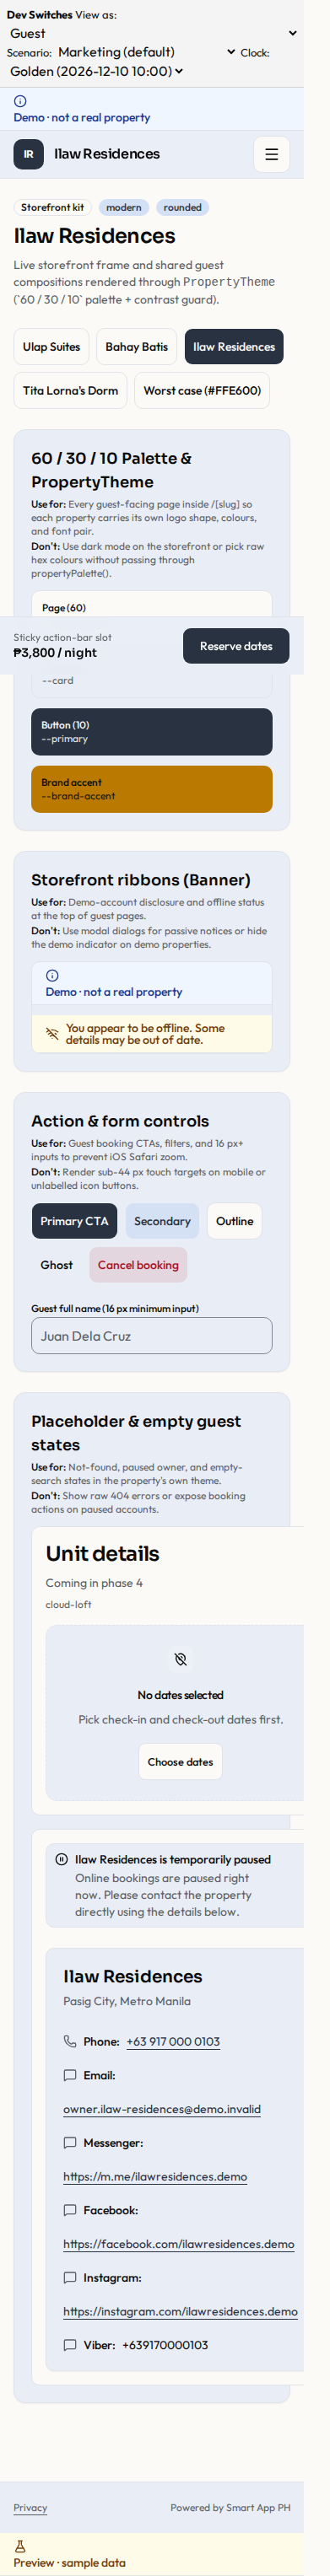 Dev Switches View as:
Guest
Scenario: Marketing (default) Clock:
Golden (2026-12-10 10:00)
Demo · not a real property
IR Ilaw Residences
Storefront kit modern rounded
Ilaw Residences
Live storefront frame and shared guest
compositions rendered through PropertyTheme
(`60 / 30 / 10` palette + contrast guard).
Ulap Suites Bahay Batis Ilaw Residences
Tita Lorna's Dorm Worst case (#FFE600)
60 / 30 / 10 Palette &
PropertyTheme
Use for: Every guest-facing page inside /[slug] so
each property carries its own logo shape, colours,
and font pair.
Don't: Use dark mode on the storefront or pick raw
hex colours without passing through
propertyPalette().
Page (60)
Sticky action-bar slot
₱3,800 / night
Reserve dates
--card
Button (10)
--primary
Brand accent
--brand-accent
Storefront ribbons (Banner)
Use for: Demo-account disclosure and offline status
at the top of guest pages.
Don't: Use modal dialogs for passive notices or hide
the demo indicator on demo properties.
Demo · not a real property
You appear to be offline. Some
details may be out of date.
Action & form controls
Use for: Guest booking CTAs, filters, and 16 px+
inputs to prevent iOS Safari zoom.
Don't: Render sub-44 px touch targets on mobile or
unlabelled icon buttons.
Primary CTA Secondary Outline
Ghost Cancel booking
Guest full name (16 px minimum input)
Juan Dela Cruz
Placeholder & empty guest
states
Use for: Not-found, paused owner, and empty-
search states in the property's own theme.
Don't: Show raw 404 errors or expose booking
actions on paused accounts.
Unit details
Coming in phase 4
cloud-loft
No dates selected
Pick check-in and check-out dates first.
Choose dates
Ilaw Residences is temporarily paused
Online bookings are paused right
now. Please contact the property
directly using the details below.
Ilaw Residences
Pasig City, Metro Manila
Phone: +63 917 000 0103
Email:
owner.ilaw-residences@demo.invalid
Messenger:
https://m.me/ilawresidences.demo
Facebook:
https://facebook.com/ilawresidences.demo
Instagram:
https://instagram.com/ilawresidences.demo
Viber: +639170000103
Privacy Powered by Smart App PH
Preview · sample data